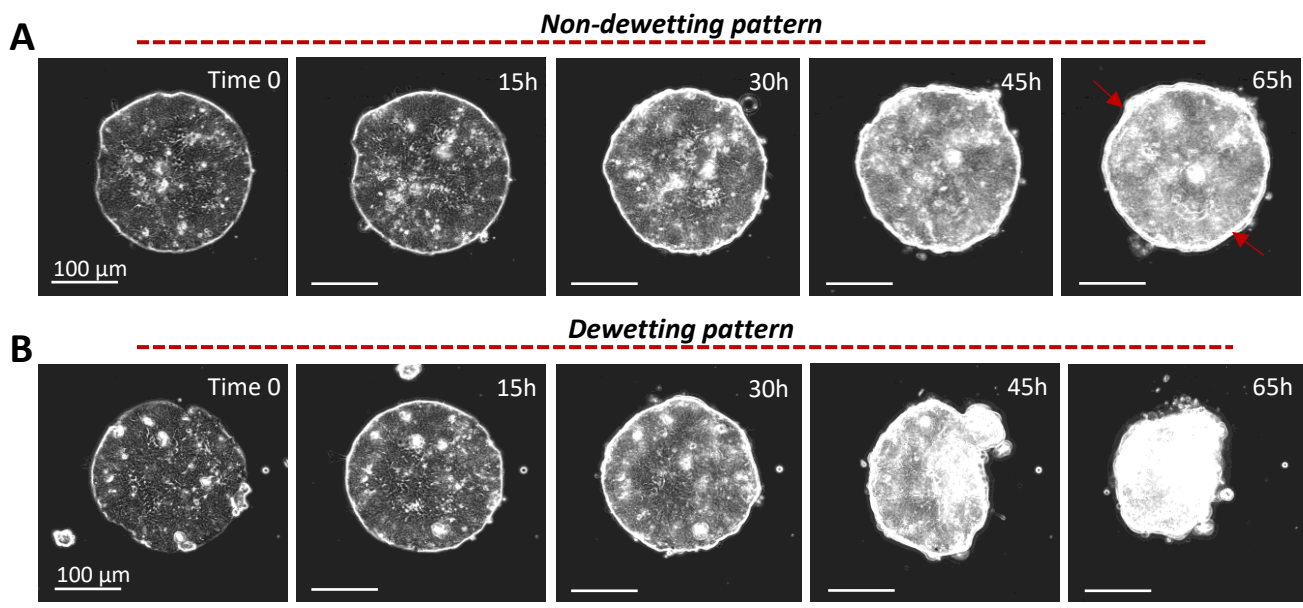 A
Non-dewetting pattern
Time 0
15h
30h
45h
65h
100 µm
B
Dewetting pattern
Time 0
15h
30h
45h
65h
100 µm